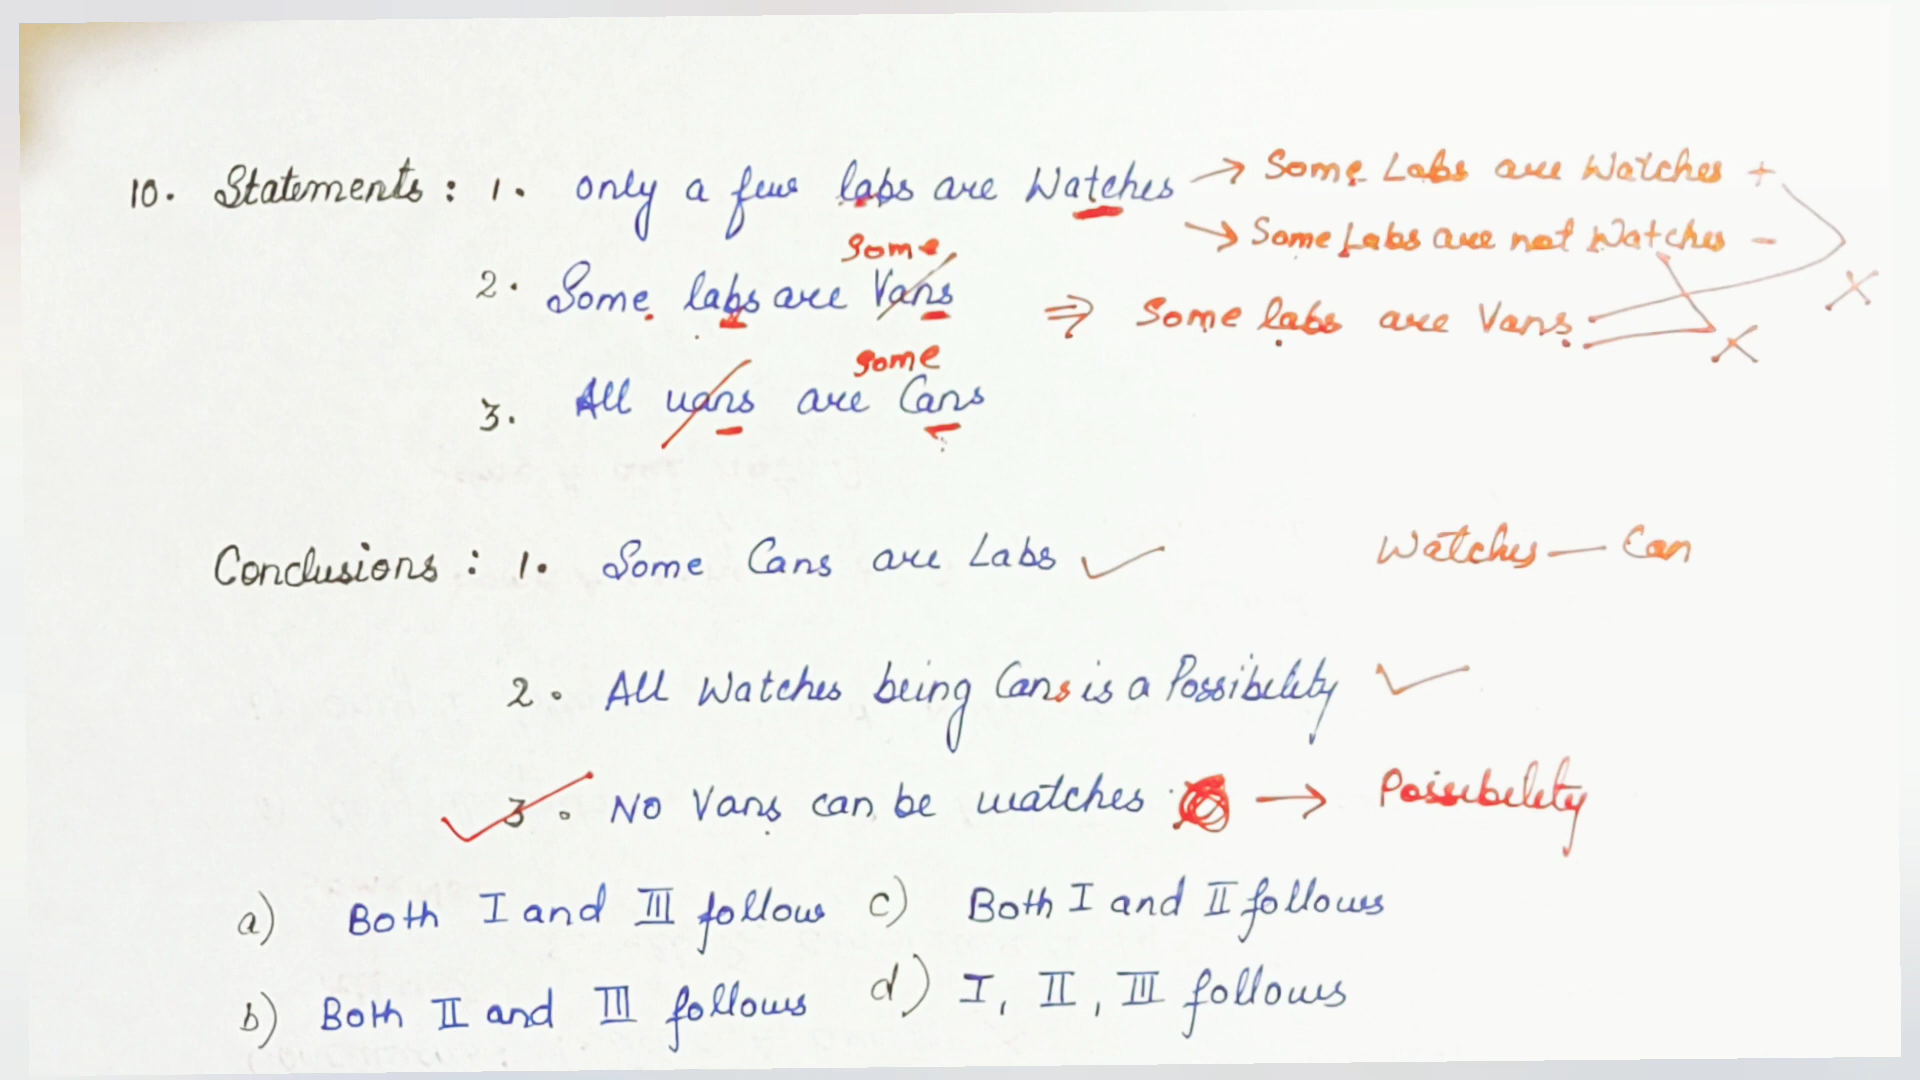 10. Statements : 1. only a few labs are Watches → Some Labs are Watches +
→ Some Labs are not Watches -
Some
2. Some labs are Vans ⇒ Some labs are Vans
Some
3. All vans are Cans
Conclusions : 1. Some Cans are Labs ✓ Watches — Can
2. All Watches being Cans is a Possibility ✓
✓ 3. No Vans can be watches → Possibility
a) Both I and III follow c) Both I and II follows
b) Both II and III follows d) I, II, III follows